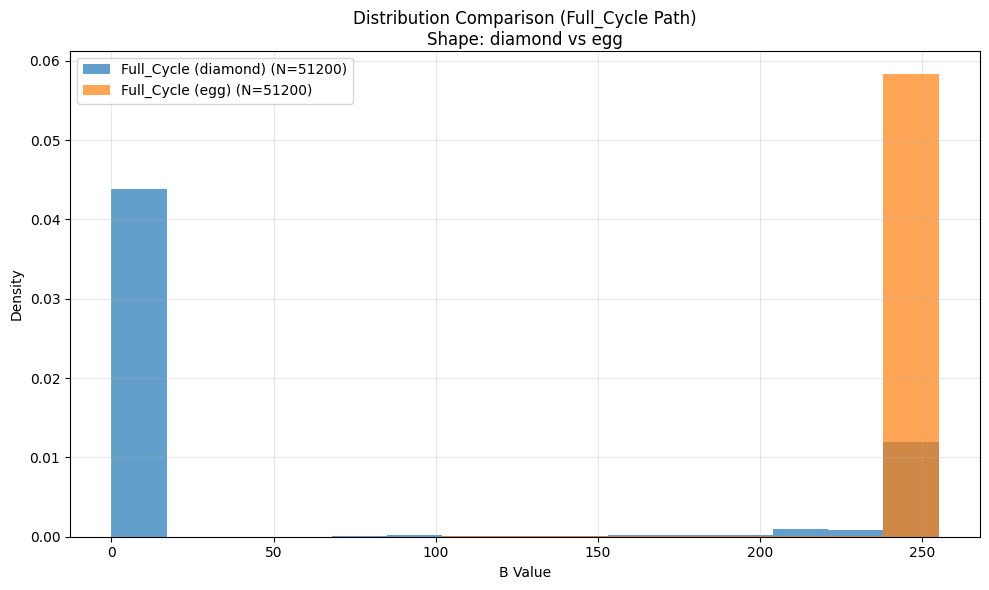 Distribution Comparison (Full_Cycle Path)
Shape: diamond vs egg
Full_Cycle (diamond) (N=51200)
Full_Cycle (egg) (N=51200)
Density
0.06
0.05
0.04
0.03
0.02
0.01
0.00
0 50 100 150 200 250
B Value